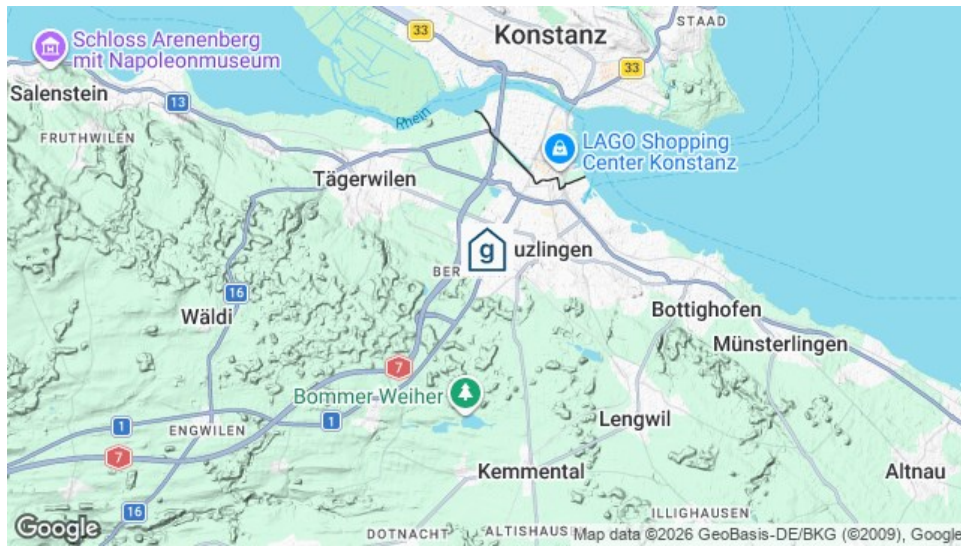 STAAD
33
Konstanz
33
Schloss Arenenberg
mit Napoleonmuseum
Salenstein
13
Rhein
FRUTHWILEN
LAGO Shopping
Center Konstanz
Tägerwilen
g
uzlingen
BER
16
Wäldi
Bottighofen
Münsterlingen
7
Bommer Weiher
1
1
ENGWILEN
Lengwil
7
Kemmental
Altnau
16
ILLIGHAUSEN
Google
DOTNACHT
ALTISHAUSEN
Map data ©2026 GeoBasis-DE/BKG (©2009), Google